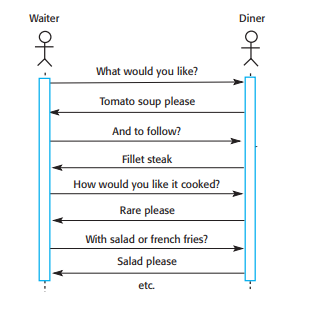 Waiter
Diner
What would you like?
Tomato soup please
And to follow?
Fillet steak
How would you like it cooked?
Rare please
With salad or french fries?
Salad please
etc.